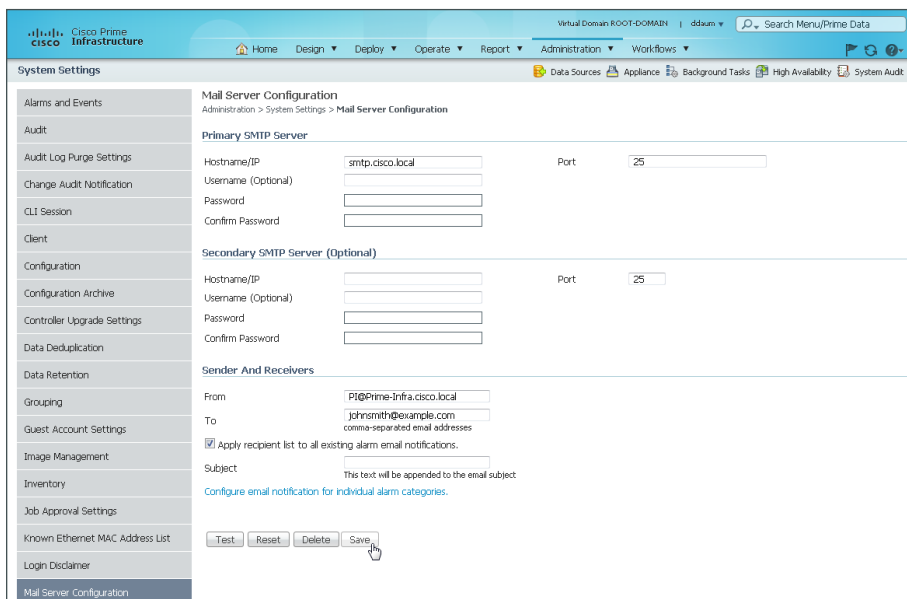 Virtual Domain ROOT-DOMAIN | ddaum ▼ Search Menu/Prime Data
Cisco Prime
CISCO Infrastructure
Home Design ▼ Deploy ▼ Operate ▼ Report ▼ Administration ▼ Workflows ▼
System Settings
Data Sources Appliance Background Tasks High Availability System Audit
Alarms and Events
Audit
Audit Log Purge Settings
Change Audit Notification
CLI Session
Client
Configuration
Configuration Archive
Controller Upgrade Settings
Data Deduplication
Data Retention
Grouping
Guest Account Settings
Image Management
Inventory
Job Approval Settings
Known Ethernet MAC Address List
Login Disclaimer
Mail Server Configuration
Mail Server Configuration
Administration > System Settings > Mail Server Configuration
Primary SMTP Server
Hostname/IP smtp.cisco.local Port 25
Username (Optional)
Password
Confirm Password
Secondary SMTP Server (Optional)
Hostname/IP Port 25
Username (Optional)
Password
Confirm Password
Sender And Receivers
From PI@Prime-Infra.cisco.local
To johnsmith@example.com
comma-separated email addresses
Apply recipient list to all existing alarm email notifications.
Subject
This text will be appended to the email subject
Configure email notification for individual alarm categories.
Test Reset Delete Save